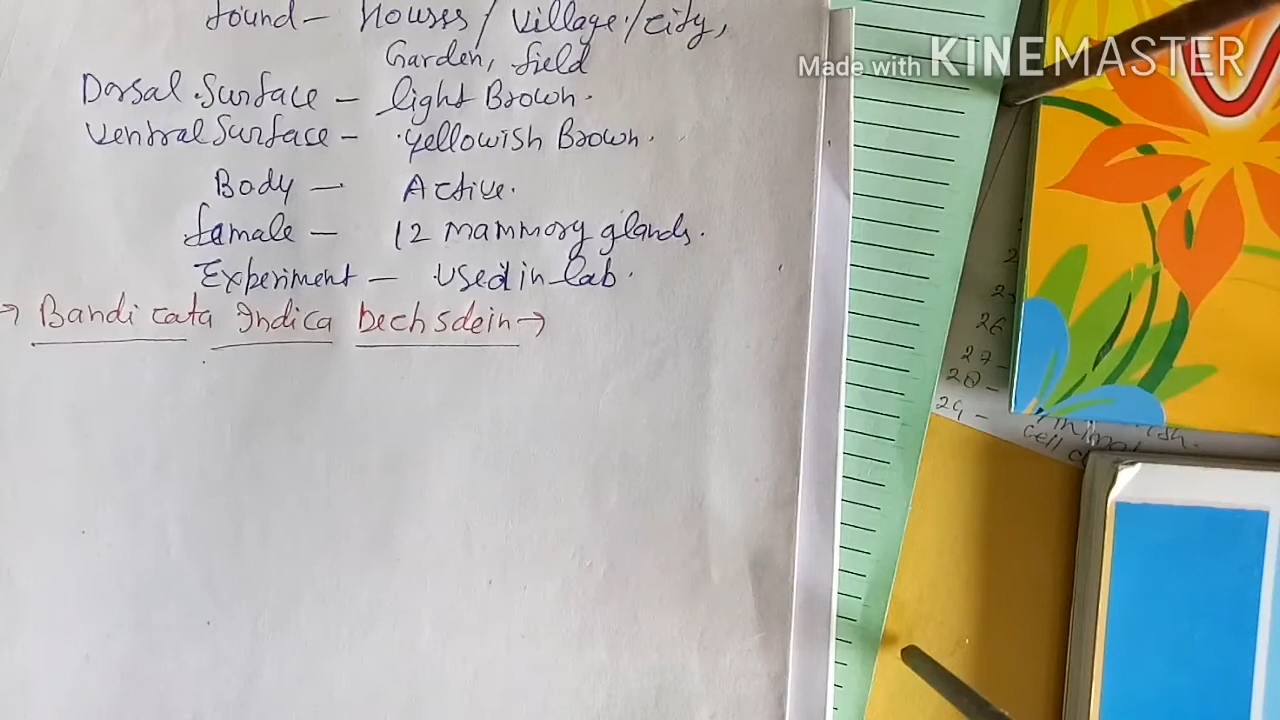 found - Houses / Village / City,
Garden, field
Dorsal Surface - light Brown.
Ventral Surface - yellowish Brown.
Body - Active.
female - 12 mammory glands.
Experiment - Used in lab.
→ Bandi cata Indica bechsdein →
Made with KINEMASTER
26
27-
28-
29-
cell